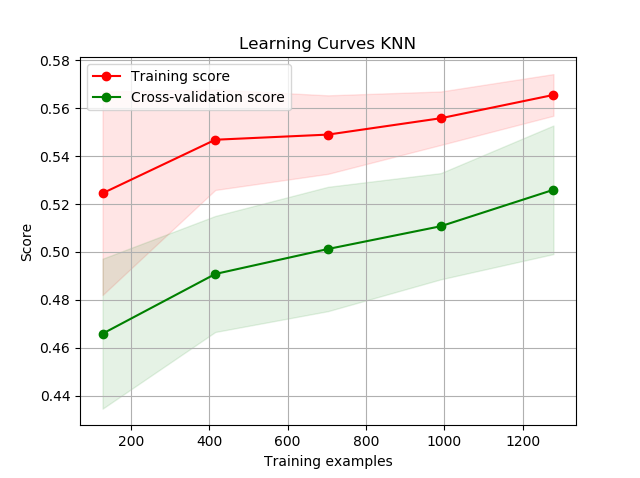 Learning Curves KNN
Training score
Cross-validation score
0.58
0.56
0.54
0.52
0.50
0.48
0.46
0.44
Score
200 400 600 800 1000 1200
Training examples